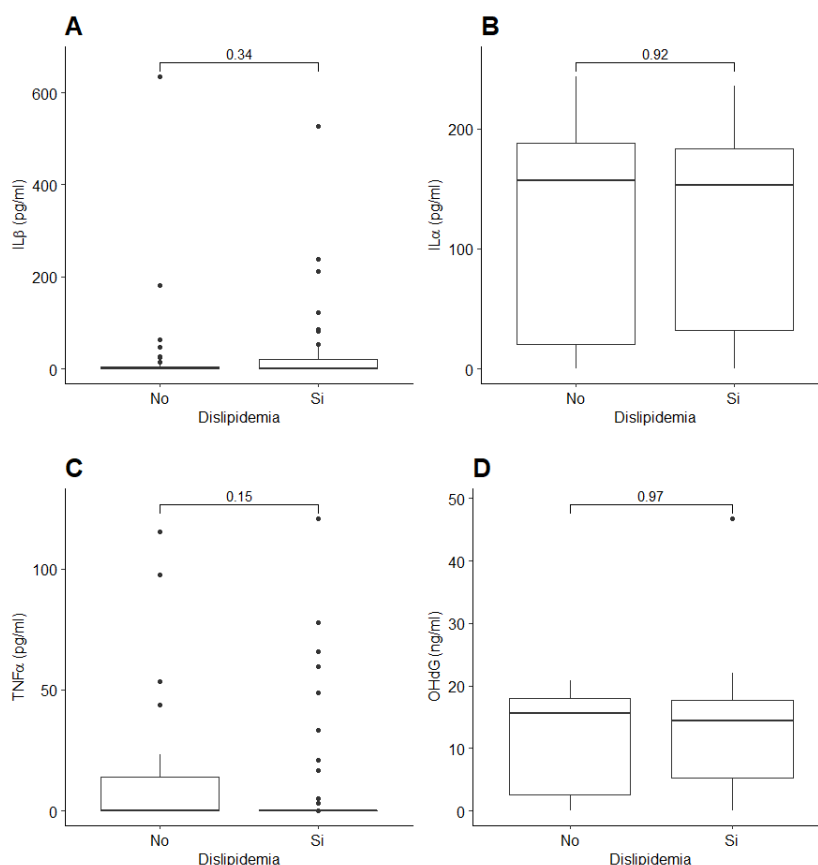 A
0.34
600
400
200
0
ILβ (pg/ml)
No
Si
Dislipidemia
B
0.92
200
100
0
ILα (pg/ml)
No
Si
Dislipidemia
C
0.15
100
50
0
TNFα (pg/ml)
No
Si
Dislipidemia
D
0.97
50
40
30
20
10
0
OHdG (ng/ml)
No
Si
Dislipidemia